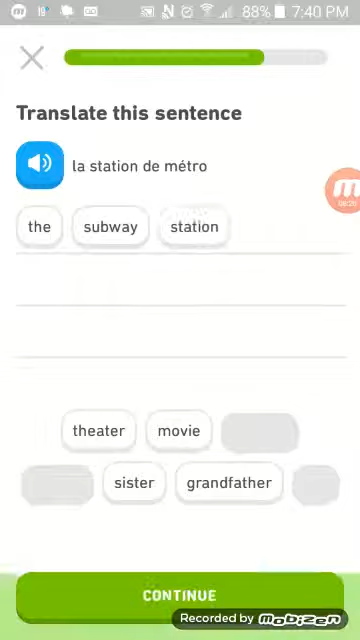 88% 7:40 PM
Translate this sentence
la station de métro
the subway station
theater movie
sister grandfather
CONTINUE
Recorded by MOBIZEN